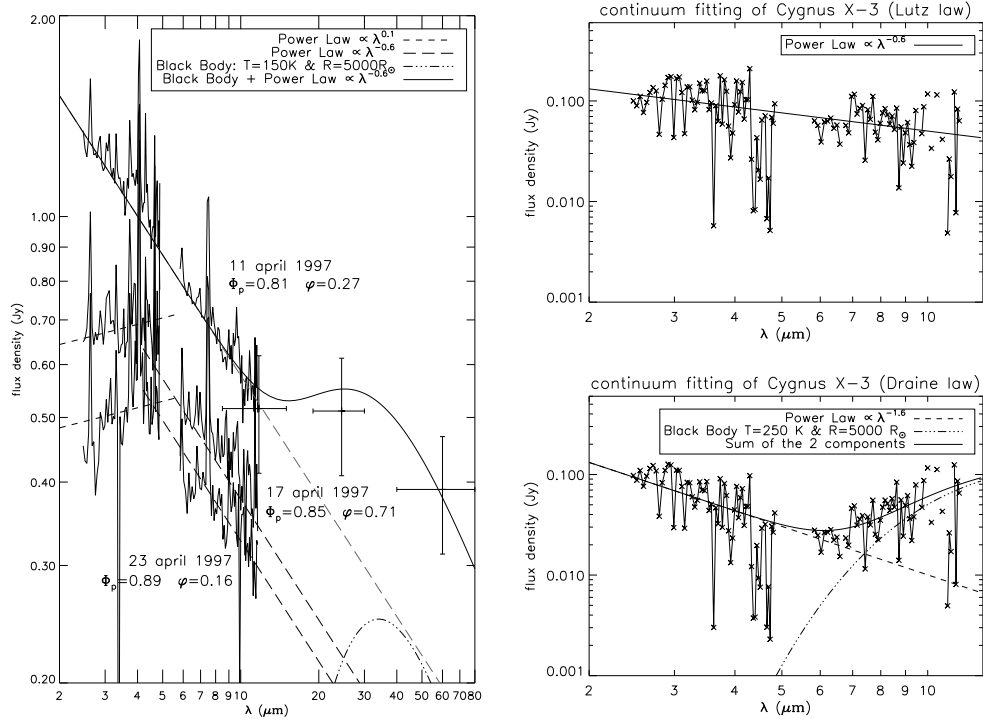 2.00
1.00
0.90
0.80
0.70
0.60
0.50
0.40
0.30
0.20
flux density (Jy)
Power Law ∝ λ^0.1
Power Law ∝ λ^-0.6
Black Body: T=150K & R=5000R⊙
Black Body + Power Law ∝ λ^-0.6
11 april 1997
Φp=0.81 φ=0.27
17 april 1997
Φp=0.85 φ=0.71
23 april 1997
Φp=0.89 φ=0.16
2 3 4 5 6 7 8 9 10 20 30 40 50 60 70 80
λ (μm)
continuum fitting of Cygnus X-3 (Lutz law)
Power Law ∝ λ^-0.6
0.100
0.010
0.001
flux density (Jy)
2 3 4 5 6 7 8 9 10
λ (μm)
continuum fitting of Cygnus X-3 (Draine law)
Power Law ∝ λ^-1.6
Black Body T=250 K & R=5000 R⊙
Sum of the 2 components
0.100
0.010
0.001
flux density (Jy)
2 3 4 5 6 7 8 9 10
λ (μm)